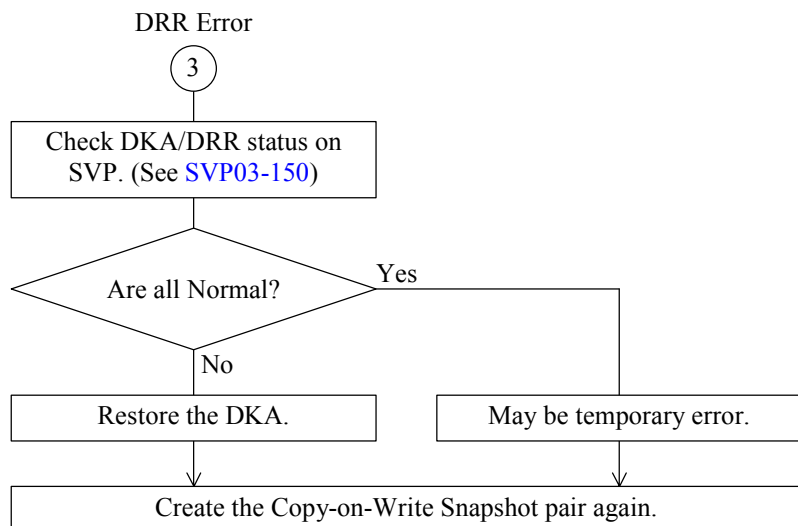 DRR Error
3
Check DKA/DRR status on
SVP. (See SVP03-150)
Are all Normal?
Yes
No
Restore the DKA.
May be temporary error.
Create the Copy-on-Write Snapshot pair again.